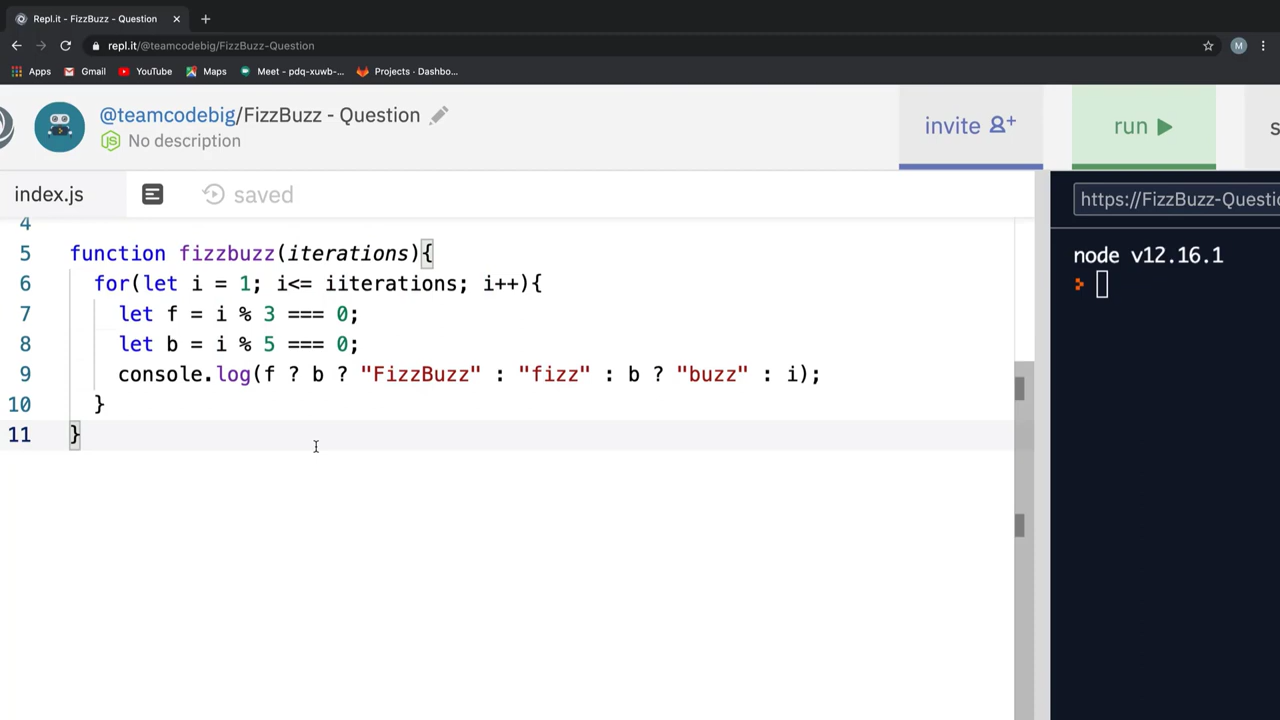 Repl.it - FizzBuzz - Question
repl.it/@teamcodebig/FizzBuzz-Question
M
Apps Gmail YouTube Maps Meet - pdq-xuwb-... Projects · Dashbo...
@teamcodebig/FizzBuzz - Question
No description
invite
run
s
index.js
saved
https://FizzBuzz-Questio
4
5 function fizzbuzz(iterations){
6 for(let i = 1; i<= iiterations; i++){
7 let f = i % 3 === 0;
8 let b = i % 5 === 0;
9 console.log(f ? b ? "FizzBuzz" : "fizz" : b ? "buzz" : i);
10 }
11 }
node v12.16.1